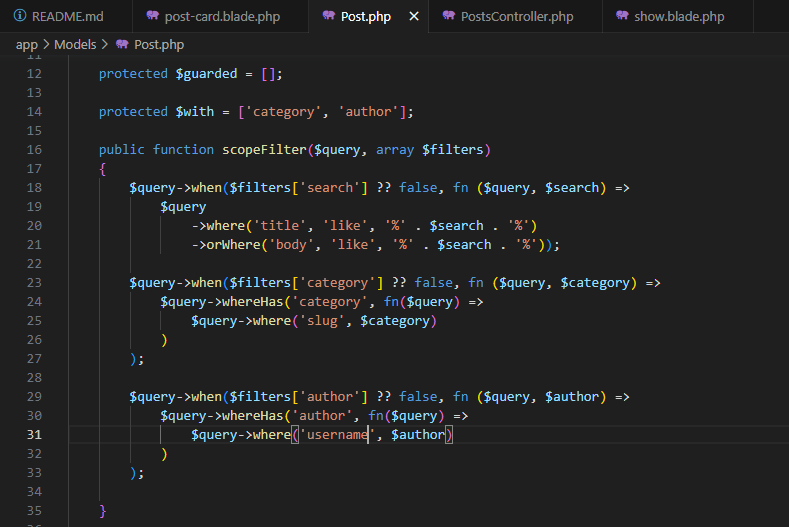 README.md post-card.blade.php Post.php PostsController.php show.blade.php
app > Models > Post.php
11
12 protected $guarded = [];
13
14 protected $with = ['category', 'author'];
15
16 public function scopeFilter($query, array $filters)
17 {
18 $query->when($filters['search'] ?? false, fn ($query, $search) =>
19 $query
20 ->where('title', 'like', '%' . $search . '%')
21 ->orWhere('body', 'like', '%' . $search . '%'));
22
23 $query->when($filters['category'] ?? false, fn ($query, $category) =>
24 $query->whereHas('category', fn($query) =>
25 $query->where('slug', $category)
26 )
27 );
28
29 $query->when($filters['author'] ?? false, fn ($query, $author) =>
30 $query->whereHas('author', fn($query) =>
31 $query->where('username', $author)
32 )
33 );
34
35 }